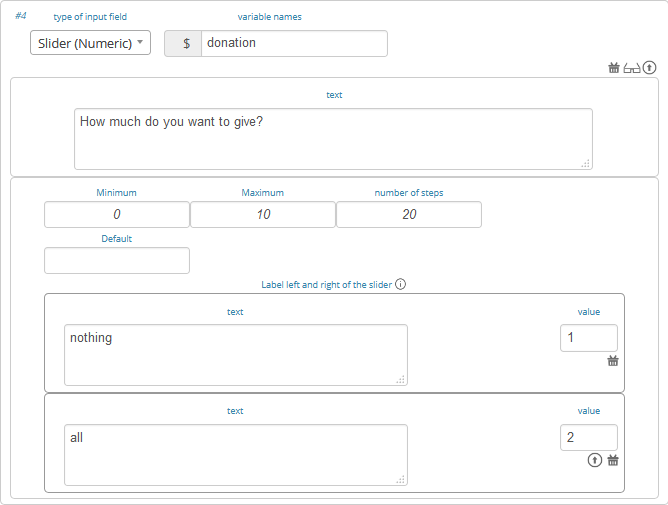 #4 type of input field variable names
Slider (Numeric) $ donation
text
How much do you want to give?
Minimum Maximum number of steps
0 10 20
Default
Label left and right of the slider i
text value
nothing 1
text value
all 2